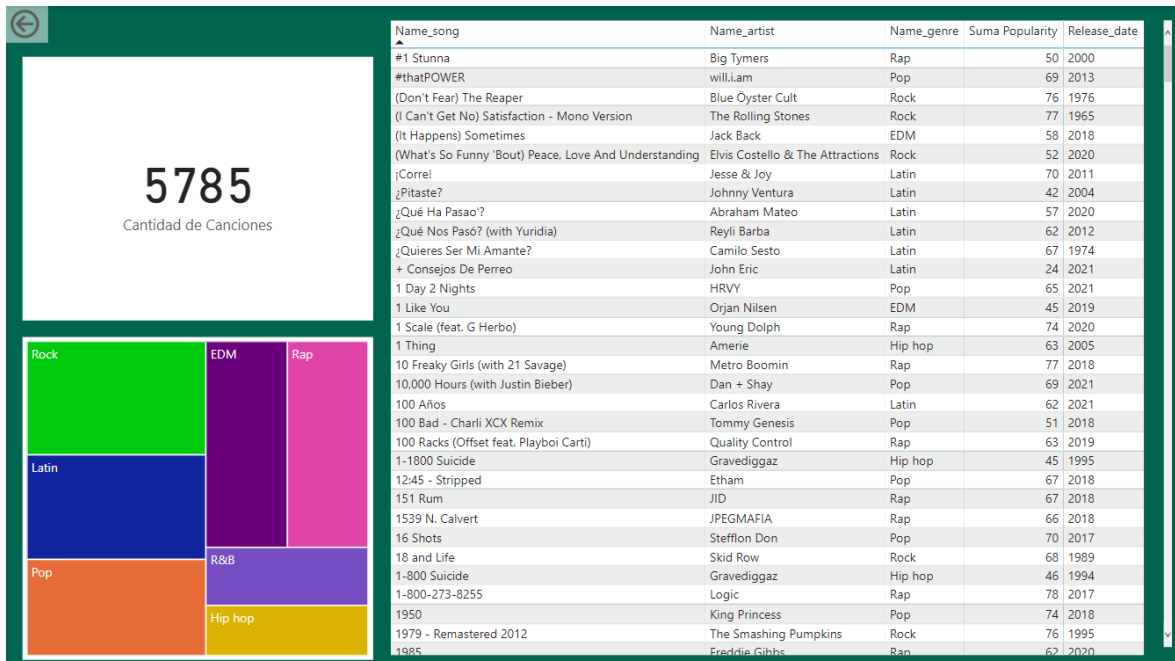 5785
Cantidad de Canciones
Rock
EDM
Rap
Latin
R&B
Pop
Hip hop
Name_song Name_artist Name_genre Suma Popularity Release_date
#1 Stunna Big Tymers Rap 50 2000
#thatPOWER will.i.am Pop 69 2013
(Don't Fear) The Reaper Blue Öyster Cult Rock 76 1976
(I Can't Get No) Satisfaction - Mono Version The Rolling Stones Rock 77 1965
(It Happens) Sometimes Jack Back EDM 58 2018
(What's So Funny 'Bout) Peace, Love And Understanding Elvis Costello & The Attractions Rock 52 2020
¡Corre! Jesse & Joy Latin 70 2011
¿Pitaste? Johnny Ventura Latin 42 2004
¿Qué Ha Pasao'? Abraham Mateo Latin 57 2020
¿Qué Nos Pasó? (with Yuridia) Reyli Barba Latin 62 2012
¿Quieres Ser Mi Amante? Camilo Sesto Latin 67 1974
+ Consejos De Perreo John Eric Latin 24 2021
1 Day 2 Nights HRVY Pop 65 2021
1 Like You Orjan Nilsen EDM 45 2019
1 Scale (feat. G Herbo) Young Dolph Rap 74 2020
1 Thing Amerie Hip hop 63 2005
10 Freaky Girls (with 21 Savage) Metro Boomin Rap 77 2018
10,000 Hours (with Justin Bieber) Dan + Shay Pop 69 2021
100 Años Carlos Rivera Latin 62 2021
100 Bad - Charli XCX Remix Tommy Genesis Pop 51 2018
100 Racks (Offset feat. Playboi Carti) Quality Control Rap 63 2019
1-1800 Suicide Gravediggaz Hip hop 45 1995
12:45 - Stripped Etham Pop 67 2018
151 Rum JID Rap 67 2018
1539 N. Calvert JPEGMAFIA Rap 66 2018
16 Shots Stefflon Don Pop 70 2017
18 and Life Skid Row Rock 68 1989
1-800 Suicide Gravediggaz Hip hop 46 1994
1-800-273-8255 Logic Rap 78 2017
1950 King Princess Pop 74 2018
1979 - Remastered 2012 The Smashing Pumpkins Rock 76 1995
1985 Freddie Gibbs Rap 62 2020